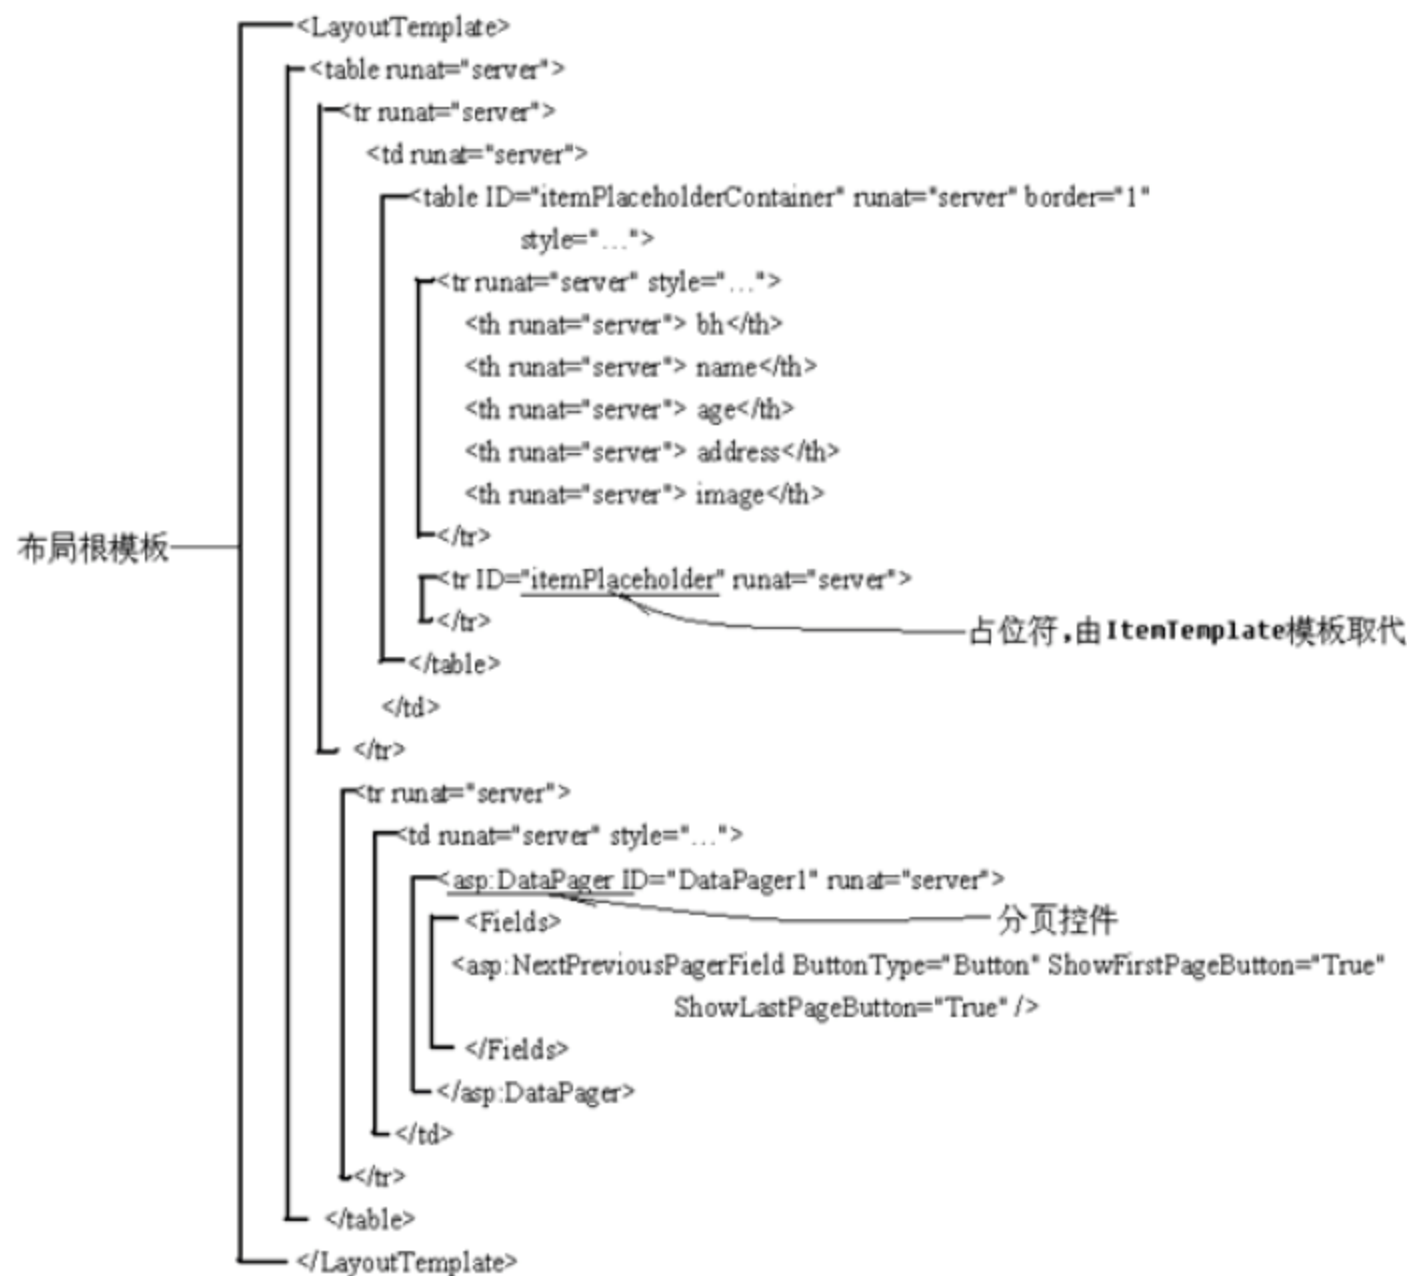 <LayoutTemplate>
<table runat="server">
<tr runat="server">
<td runat="server">
<table ID="itemPlaceholderContainer" runat="server" border="1"
style="...">
<tr runat="server" style="...">
<th runat="server"> bh</th>
<th runat="server"> name</th>
<th runat="server"> age</th>
<th runat="server"> address</th>
<th runat="server"> image</th>
</tr>
布局根模板
<tr ID="itemPlaceholder" runat="server">
</tr>
占位符,由ItemTemplate模板取代
</table>
</td>
</tr>
<tr runat="server">
<td runat="server" style="...">
<asp:DataPager ID="DataPager1" runat="server">
<Fields>
分页控件
<asp:NextPreviousPagerField ButtonType="Button" ShowFirstPageButton="True"
ShowLastPageButton="True" />
</Fields>
</asp:DataPager>
</td>
</tr>
</table>
</LayoutTemplate>